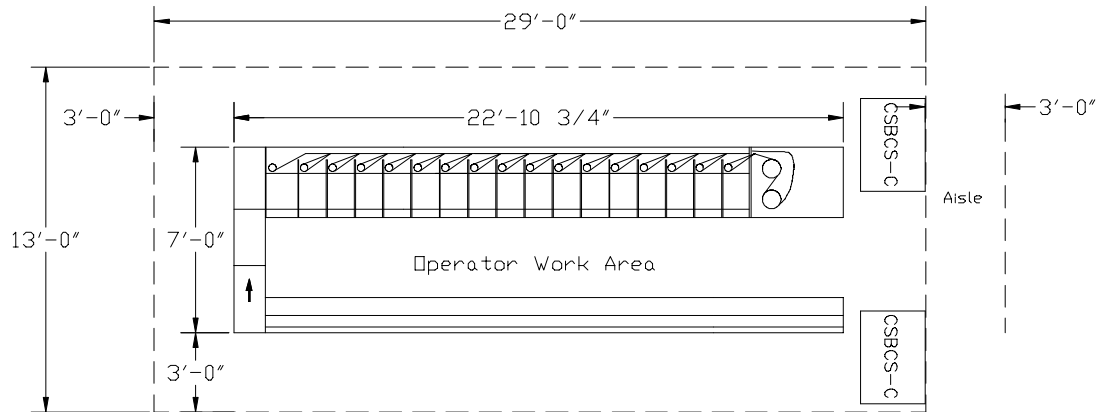 29'-0"
3'-0"
22'-10 3/4"
3'-0"
CSBCS-C
Aisle
13'-0"
7'-0"
Operator Work Area
CSBCS-C
3'-0"